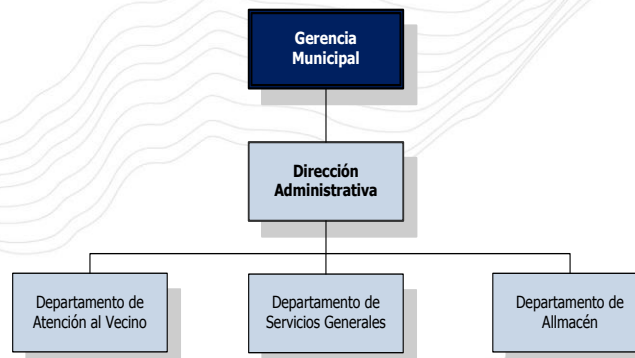 Gerencia
Municipal
Dirección
Administrativa
Departamento de
Atención al Vecino
Departamento de
Servicios Generales
Departamento de
Allmacén